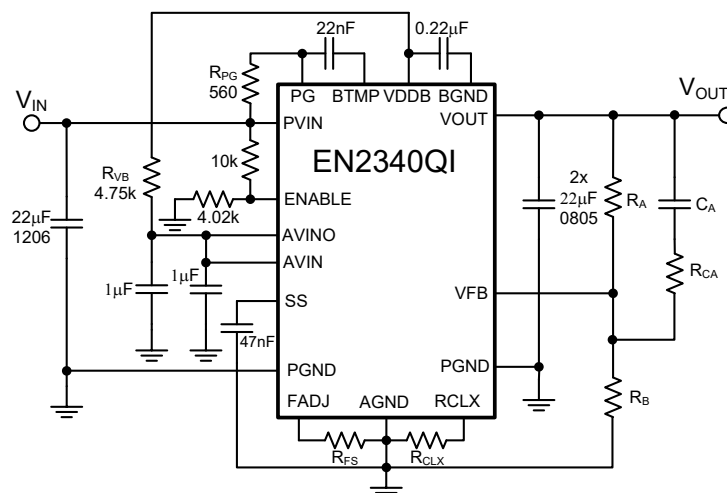 22nF
0.22µF
RPG
560
PG
BTMP
VDDB
BGND
VIN
VOUT
PVIN
VOUT
EN2340QI
10k
RVB
4.75k
ENABLE
4.02k
2x
22µF
0805
RA
CA
22µF
1206
AVINO
AVIN
RCA
1µF
1µF
SS
VFB
47nF
PGND
PGND
RB
FADJ
AGND
RCLX
RFS
RCLX